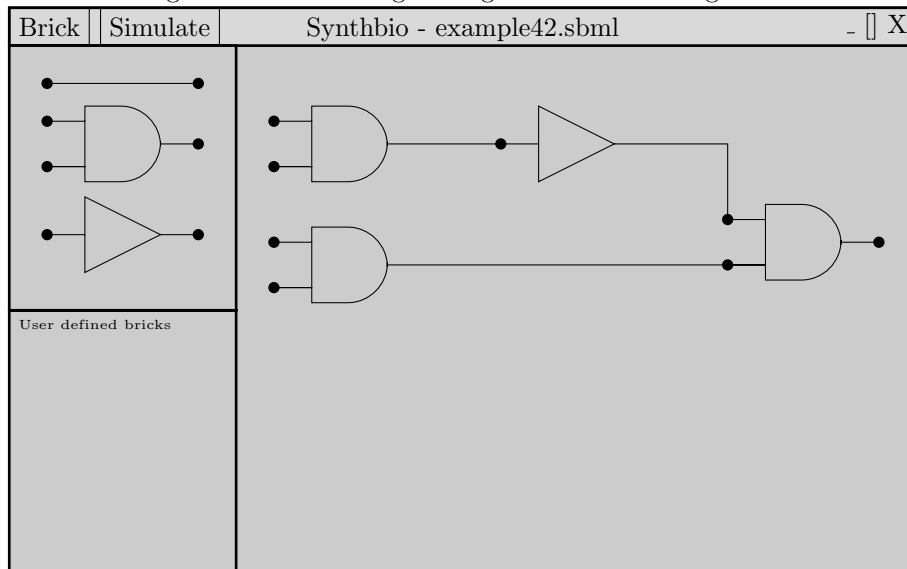 Brick Simulate Synthbio - example42.sbml _ [] X
User defined bricks